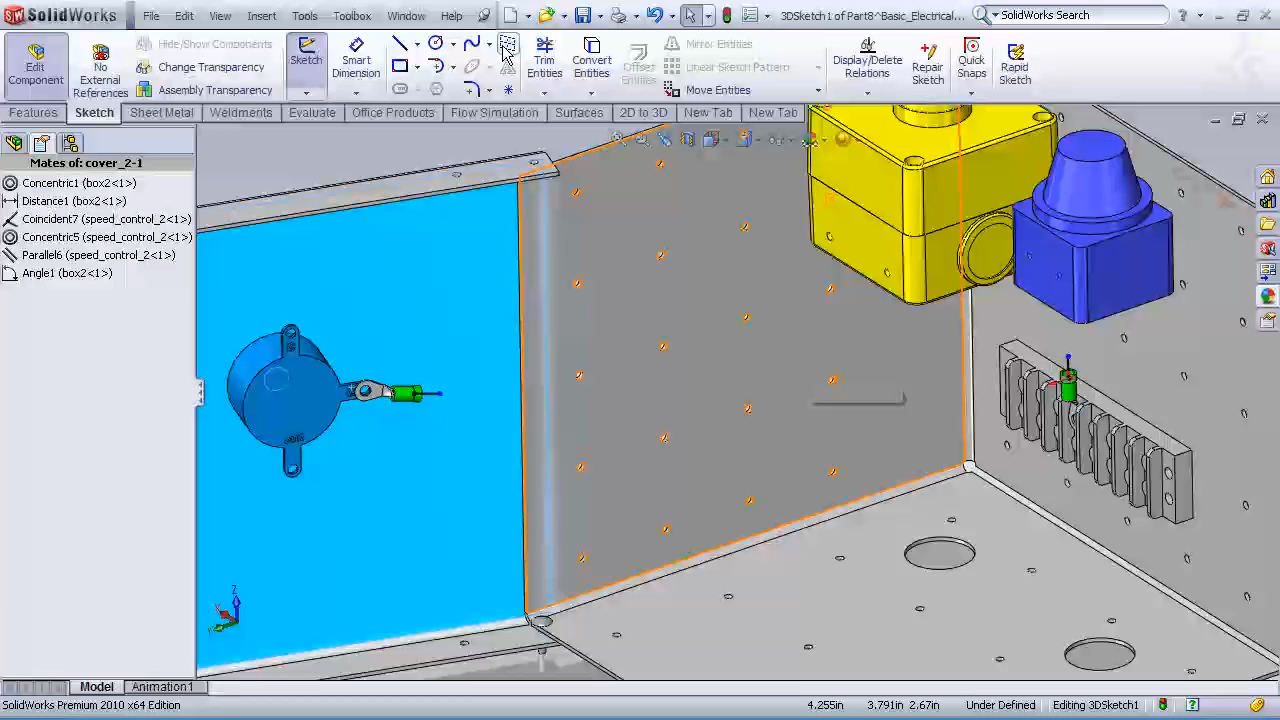 SolidWorks File Edit View Insert Tools Toolbox Window Help 3DSketch1 of Part8^Basic_Electrical... SolidWorks Search
Edit Component
No External References
Hide/Show Components
Change Transparency
Assembly Transparency
Sketch
Smart Dimension
Trim Entities
Convert Entities
Offset Entities
Mirror Entities
Linear Sketch Pattern
Move Entities
Display/Delete Relations
Repair Sketch
Quick Snaps
Rapid Sketch
Features Sketch Sheet Metal Weldments Evaluate Office Products Flow Simulation Surfaces 2D to 3D New Tab New Tab
Mates of: cover_2-1
Concentric1 (box2<1>)
Distance1 (box2<1>)
Coincident7 (speed_control_2<1>)
Concentric5 (speed_control_2<1>)
Parallel6 (speed_control_2<1>)
Angle1 (box2<1>)
Z
Model Animation1
SolidWorks Premium 2010 x64 Edition 4.255in 3.791in 2.67in Under Defined Editing 3DSketch1